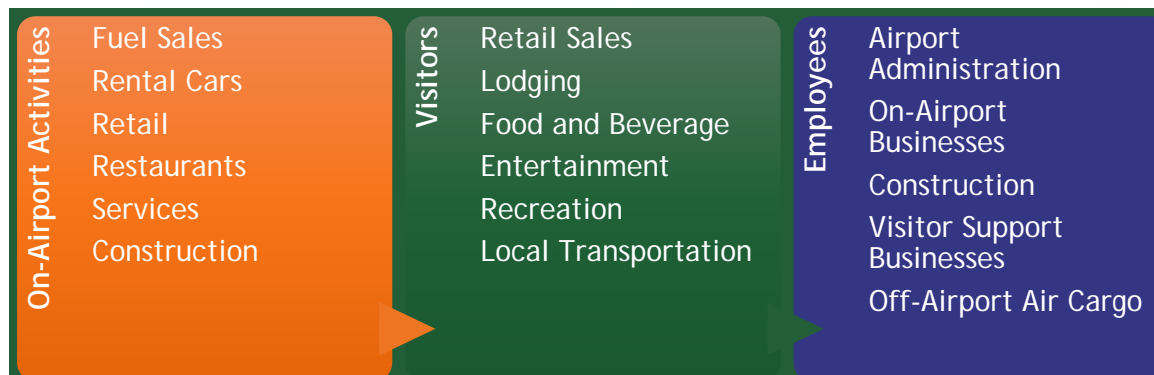 On-Airport Activities
Fuel Sales
Rental Cars
Retail
Restaurants
Services
Construction
Visitors
Retail Sales
Lodging
Food and Beverage
Entertainment
Recreation
Local Transportation
Employees
Airport
Administration
On-Airport
Businesses
Construction
Visitor Support
Businesses
Off-Airport Air Cargo